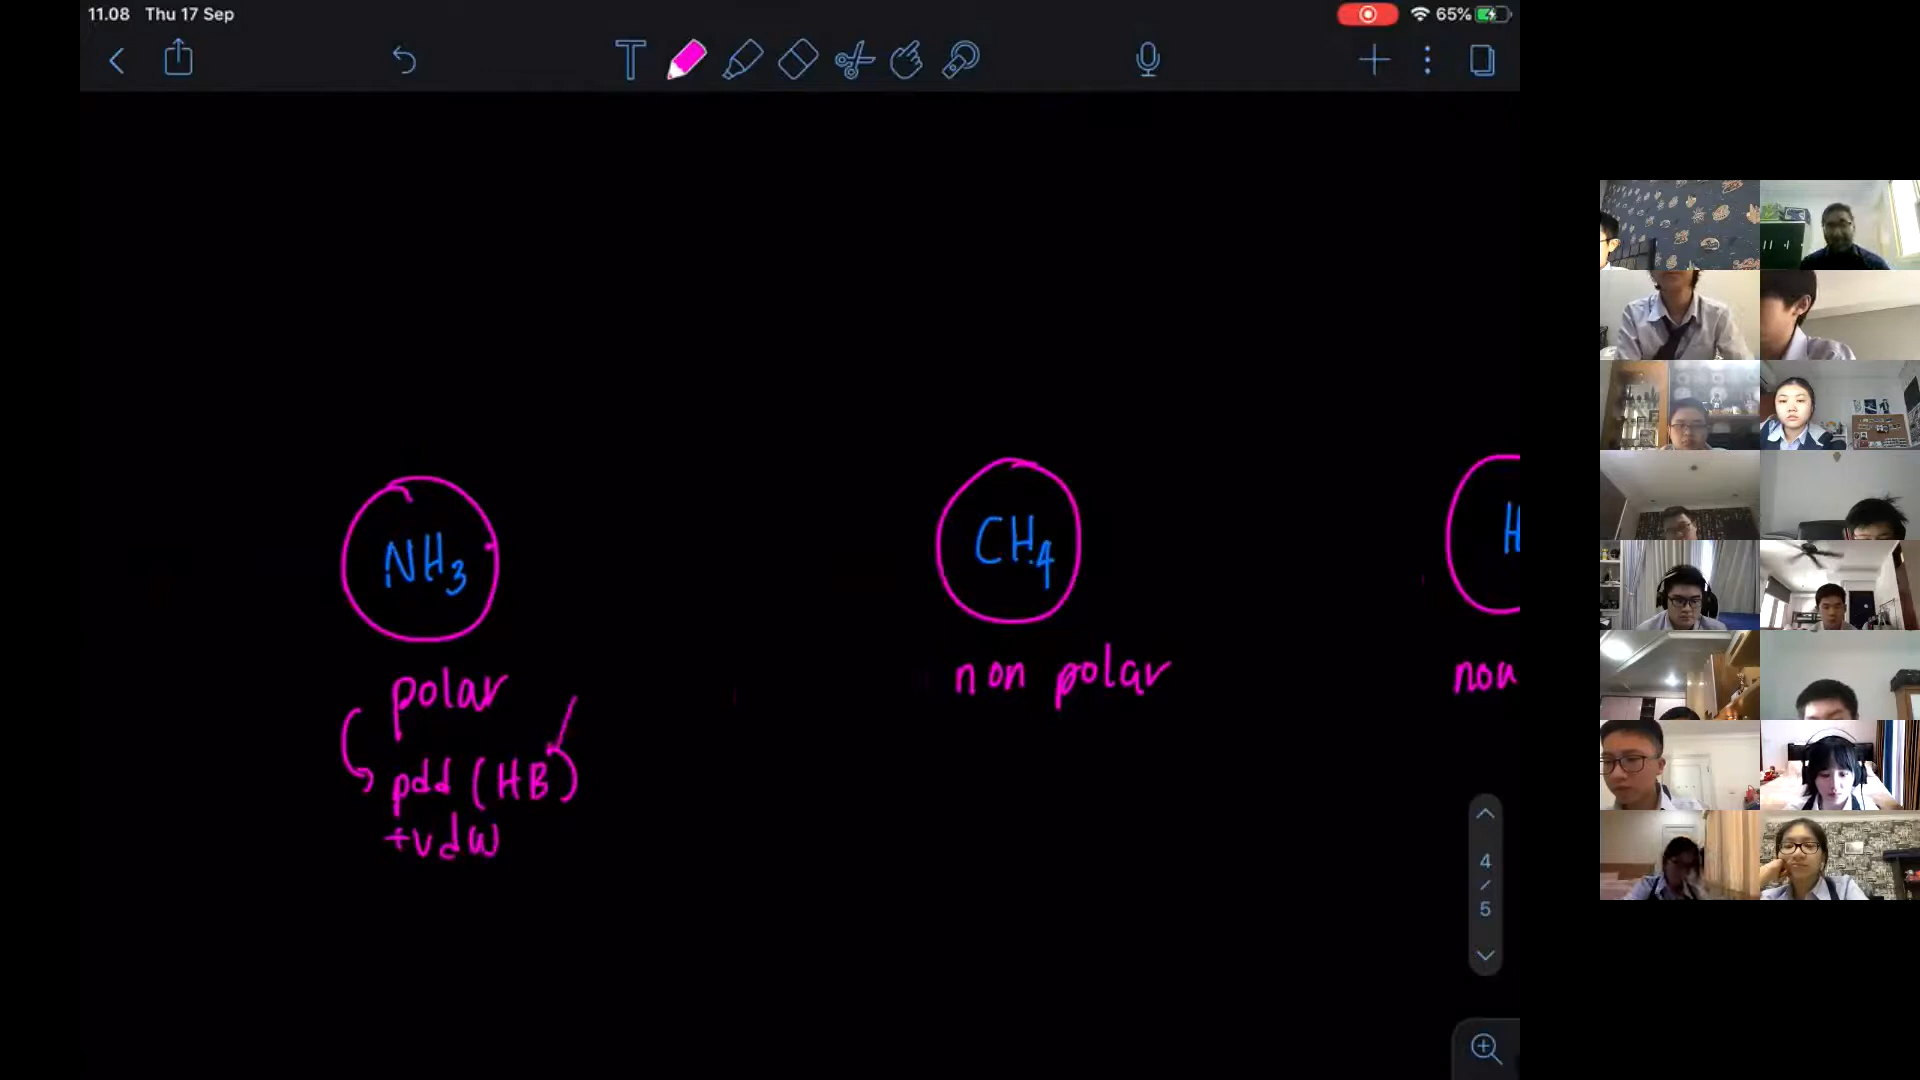 11.08 Thu 17 Sep
65%
T
NH3
CH4
H
polar
non polar
non
pdd (HB)
+vdw
4
/
5